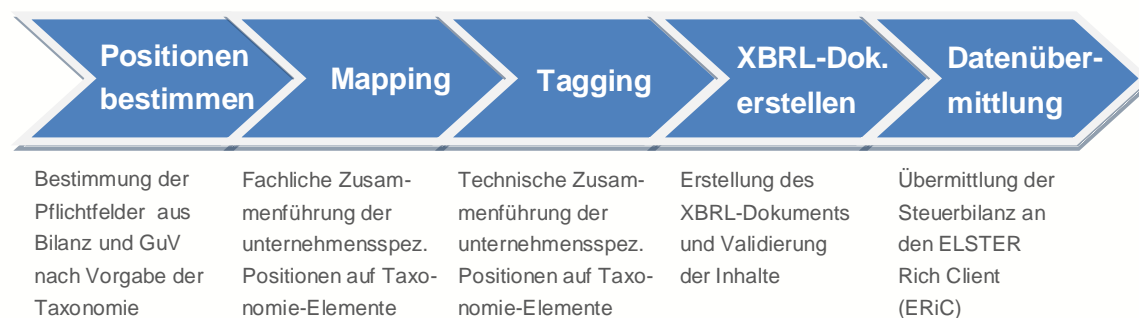 Positionen
bestimmen
Mapping
Tagging
XBRL-Dok.
erstellen
Datenüber-
mittlung
Bestimmung der
Pflichtfelder aus
Bilanz und GuV
nach Vorgabe der
Taxonomie
Fachliche Zusam-
menführung der
unternehmensspez.
Positionen auf Taxo-
nomie-Elemente
Technische Zusam-
menführung der
unternehmensspez.
Positionen auf Taxo-
nomie-Elemente
Erstellung des
XBRL-Dokuments
und Validierung
der Inhalte
Übermittlung der
Steuerbilanz an
den ELSTER
Rich Client
(ERiC)